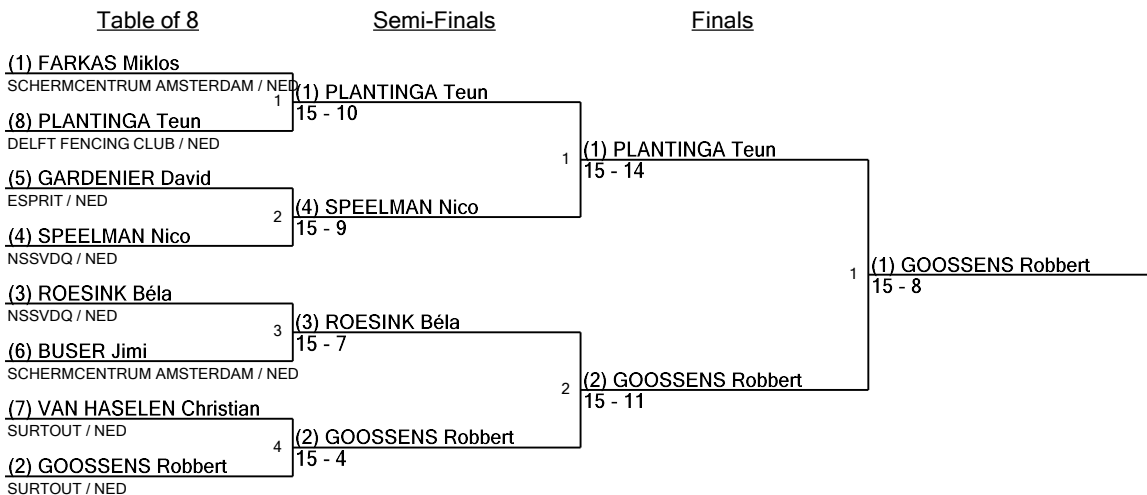 Table of 8
Semi-Finals
Finals
(1) FARKAS Miklos
SCHERMCENTRUM AMSTERDAM / NED
1
(1) PLANTINGA Teun
15 - 10
(8) PLANTINGA Teun
DELFT FENCING CLUB / NED
1
(1) PLANTINGA Teun
15 - 14
(5) GARDENIER David
ESPRIT / NED
2
(4) SPEELMAN Nico
15 - 9
(4) SPEELMAN Nico
NSSVDQ / NED
1
(1) GOOSSENS Robbert
15 - 8
(3) ROESINK Béla
NSSVDQ / NED
3
(3) ROESINK Béla
15 - 7
(6) BUSER Jimi
SCHERMCENTRUM AMSTERDAM / NED
2
(2) GOOSSENS Robbert
15 - 11
(7) VAN HASELEN Christian
SURTOUT / NED
4
(2) GOOSSENS Robbert
15 - 4
(2) GOOSSENS Robbert
SURTOUT / NED